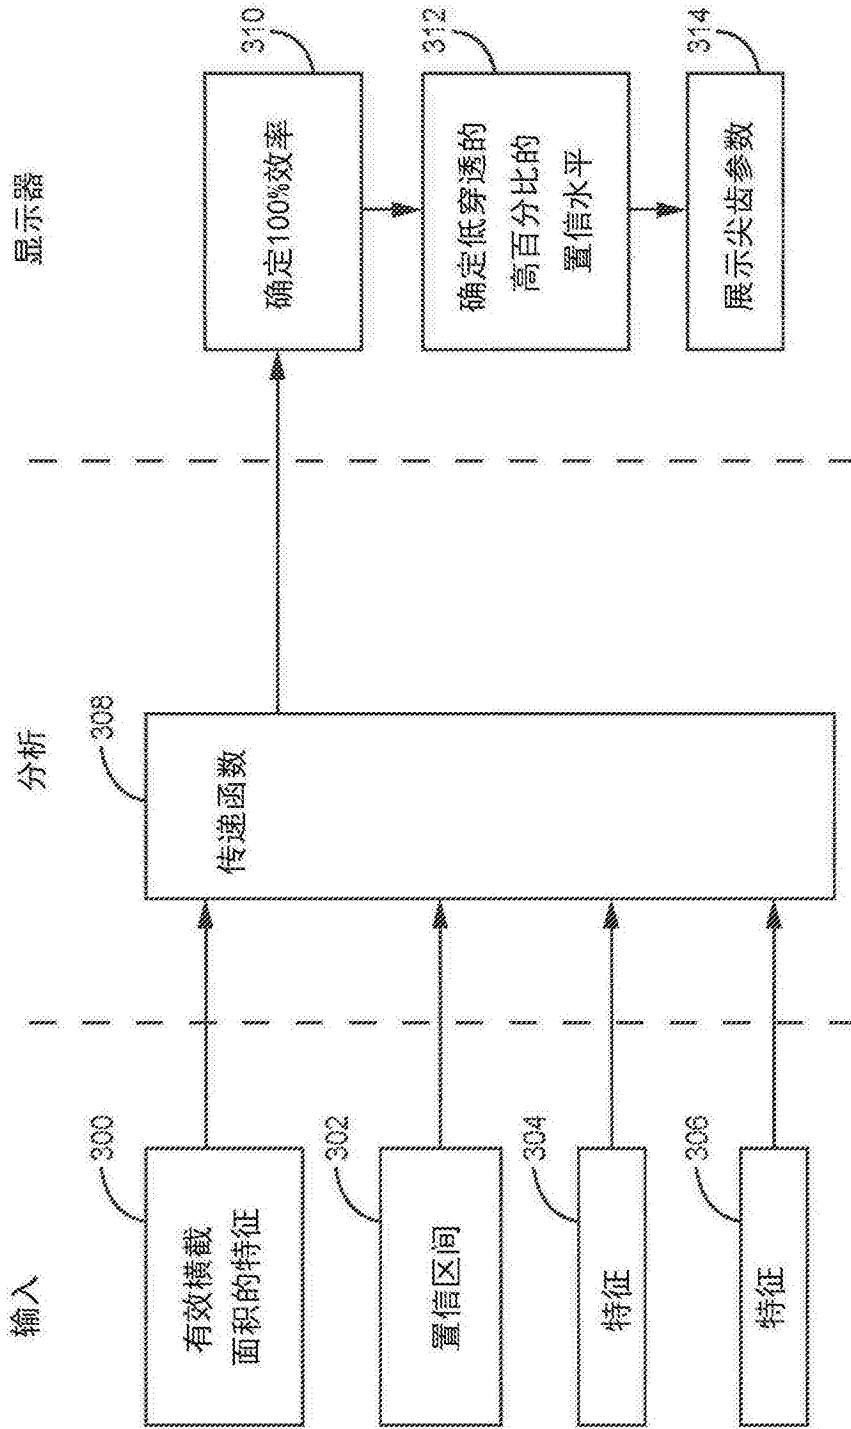 输入
分析
显示器
300
有效横截
面积的特征
302
置信区间
304
特征
306
特征
308
传递函数
310
确定100%效率
312
确定低穿透的
高百分比的
置信水平
314
展示尖齿参数